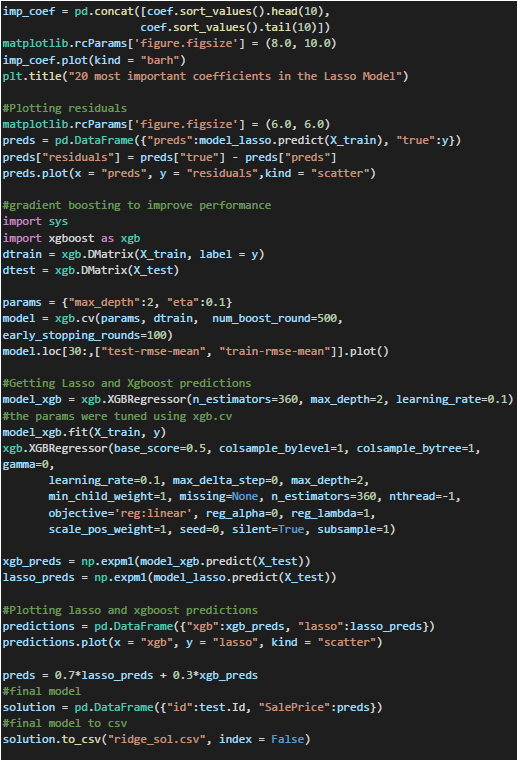 imp_coef = pd.concat([coef.sort_values().head(10),
                     coef.sort_values().tail(10)])
matplotlib.rcParams['figure.figsize'] = (8.0, 10.0)
imp_coef.plot(kind = "barh")
plt.title("20 most important coefficients in the Lasso Model")

#Plotting residuals
matplotlib.rcParams['figure.figsize'] = (6.0, 6.0)
preds = pd.DataFrame({"preds":model_lasso.predict(X_train), "true":y})
preds["residuals"] = preds["true"] - preds["preds"]
preds.plot(x = "preds", y = "residuals",kind = "scatter")

#gradient boosting to improve performance
import sys
import xgboost as xgb
dtrain = xgb.DMatrix(X_train, label = y)
dtest = xgb.DMatrix(X_test)

params = {"max_depth":2, "eta":0.1}
model = xgb.cv(params, dtrain,  num_boost_round=500,
early_stopping_rounds=100)
model.loc[30:,["test-rmse-mean", "train-rmse-mean"]].plot()

#Getting Lasso and Xgboost predictions
model_xgb = xgb.XGBRegressor(n_estimators=360, max_depth=2, learning_rate=0.1)
#the params were tuned using xgb.cv
model_xgb.fit(X_train, y)
xgb.XGBRegressor(base_score=0.5, colsample_bylevel=1, colsample_bytree=1,
gamma=0,
       learning_rate=0.1, max_delta_step=0, max_depth=2,
       min_child_weight=1, missing=None, n_estimators=360, nthread=-1,
       objective='reg:linear', reg_alpha=0, reg_lambda=1,
       scale_pos_weight=1, seed=0, silent=True, subsample=1)

xgb_preds = np.expm1(model_xgb.predict(X_test))
lasso_preds = np.expm1(model_lasso.predict(X_test))

#Plotting lasso and xgboost predictions
predictions = pd.DataFrame({"xgb":xgb_preds, "lasso":lasso_preds})
predictions.plot(x = "xgb", y = "lasso", kind = "scatter")

preds = 0.7*lasso_preds + 0.3*xgb_preds
#final model
solution = pd.DataFrame({"id":test.Id, "SalePrice":preds})
#final model to csv
solution.to_csv("ridge_sol.csv", index = False)